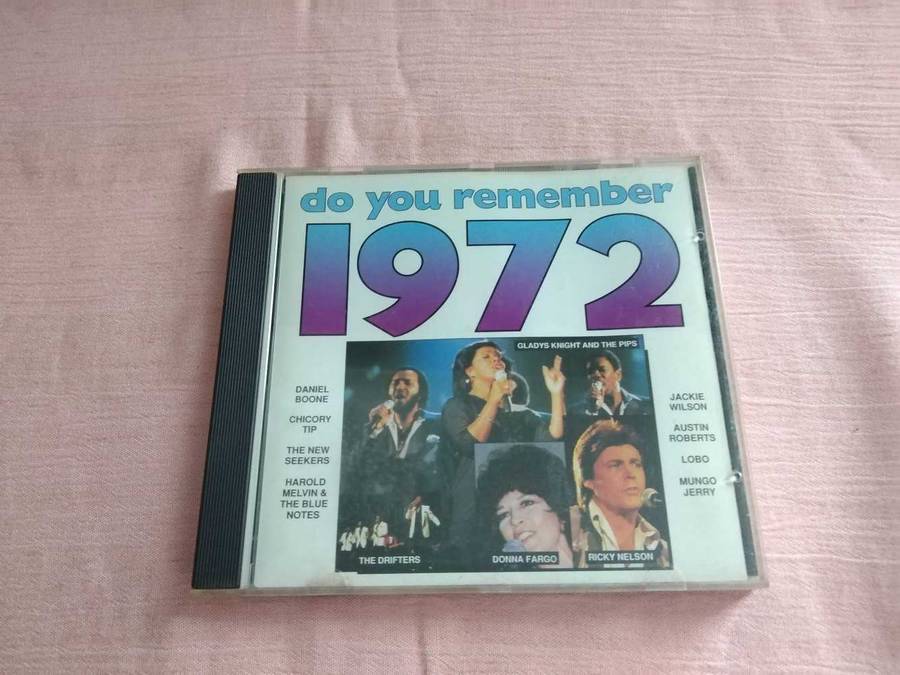 do you remember
1972
GLADYS KNIGHT AND THE PIPS
DANIEL
BOONE
CHICORY
TIP
THE NEW
SEEKERS
HAROLD
MELVIN &
THE BLUE
NOTES
JACKIE
WILSON
AUSTIN
ROBERTS
LOBO
MUNGO
JERRY
THE DRIFTERS
DONNA FARGO
RICKY NELSON